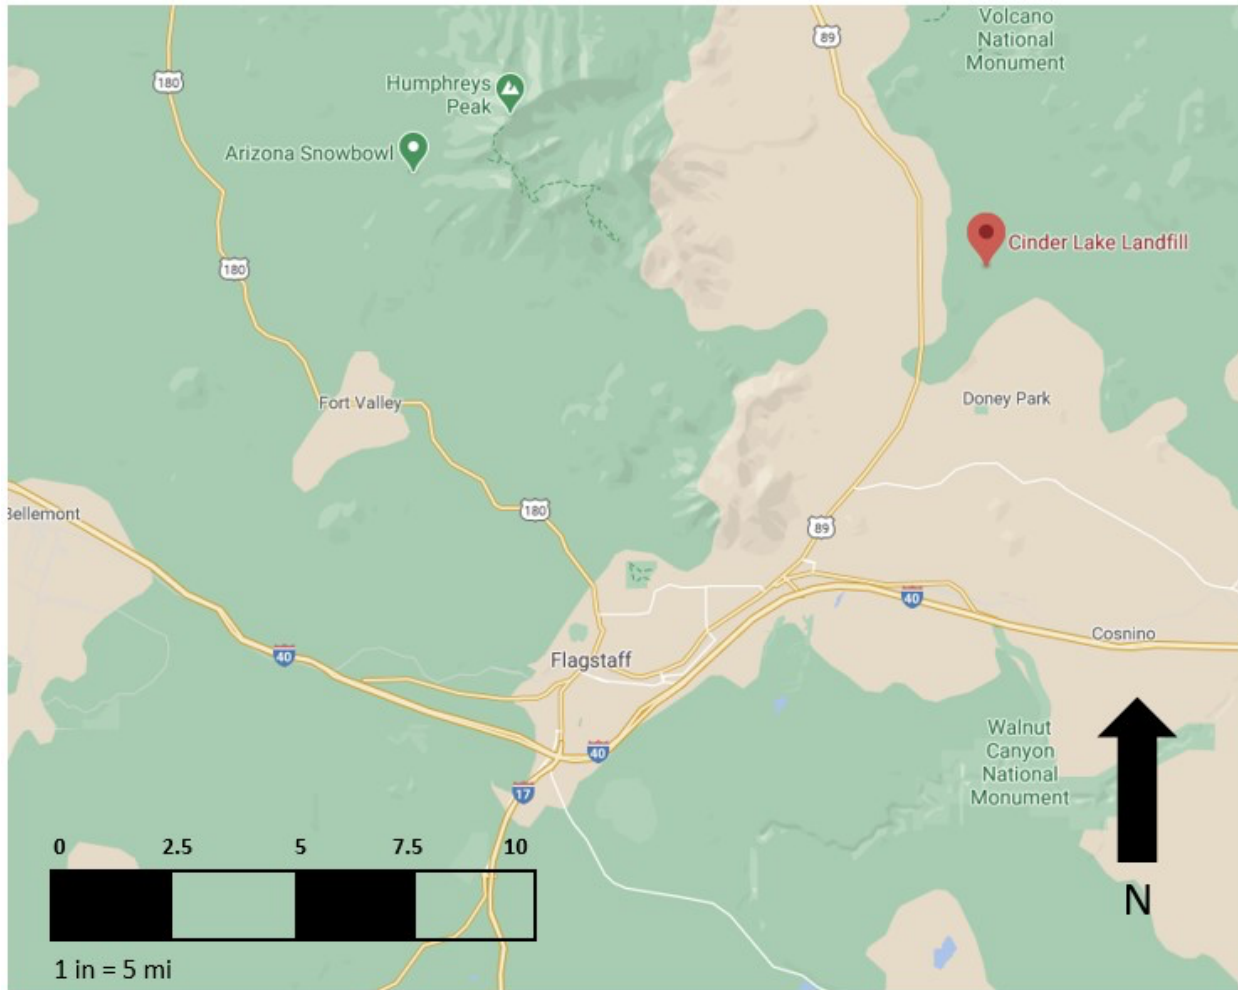 Volcano
National
Monument
89
180
Humphreys
Peak
Arizona Snowbowl
Cinder Lake Landfill
180
Fort Valley
Doney Park
180
Bellemont
89
40
Cosnino
40
Flagstaff
40
17
Walnut
Canyon
National
Monument
0 2.5 5 7.5 10
N
1 in = 5 mi